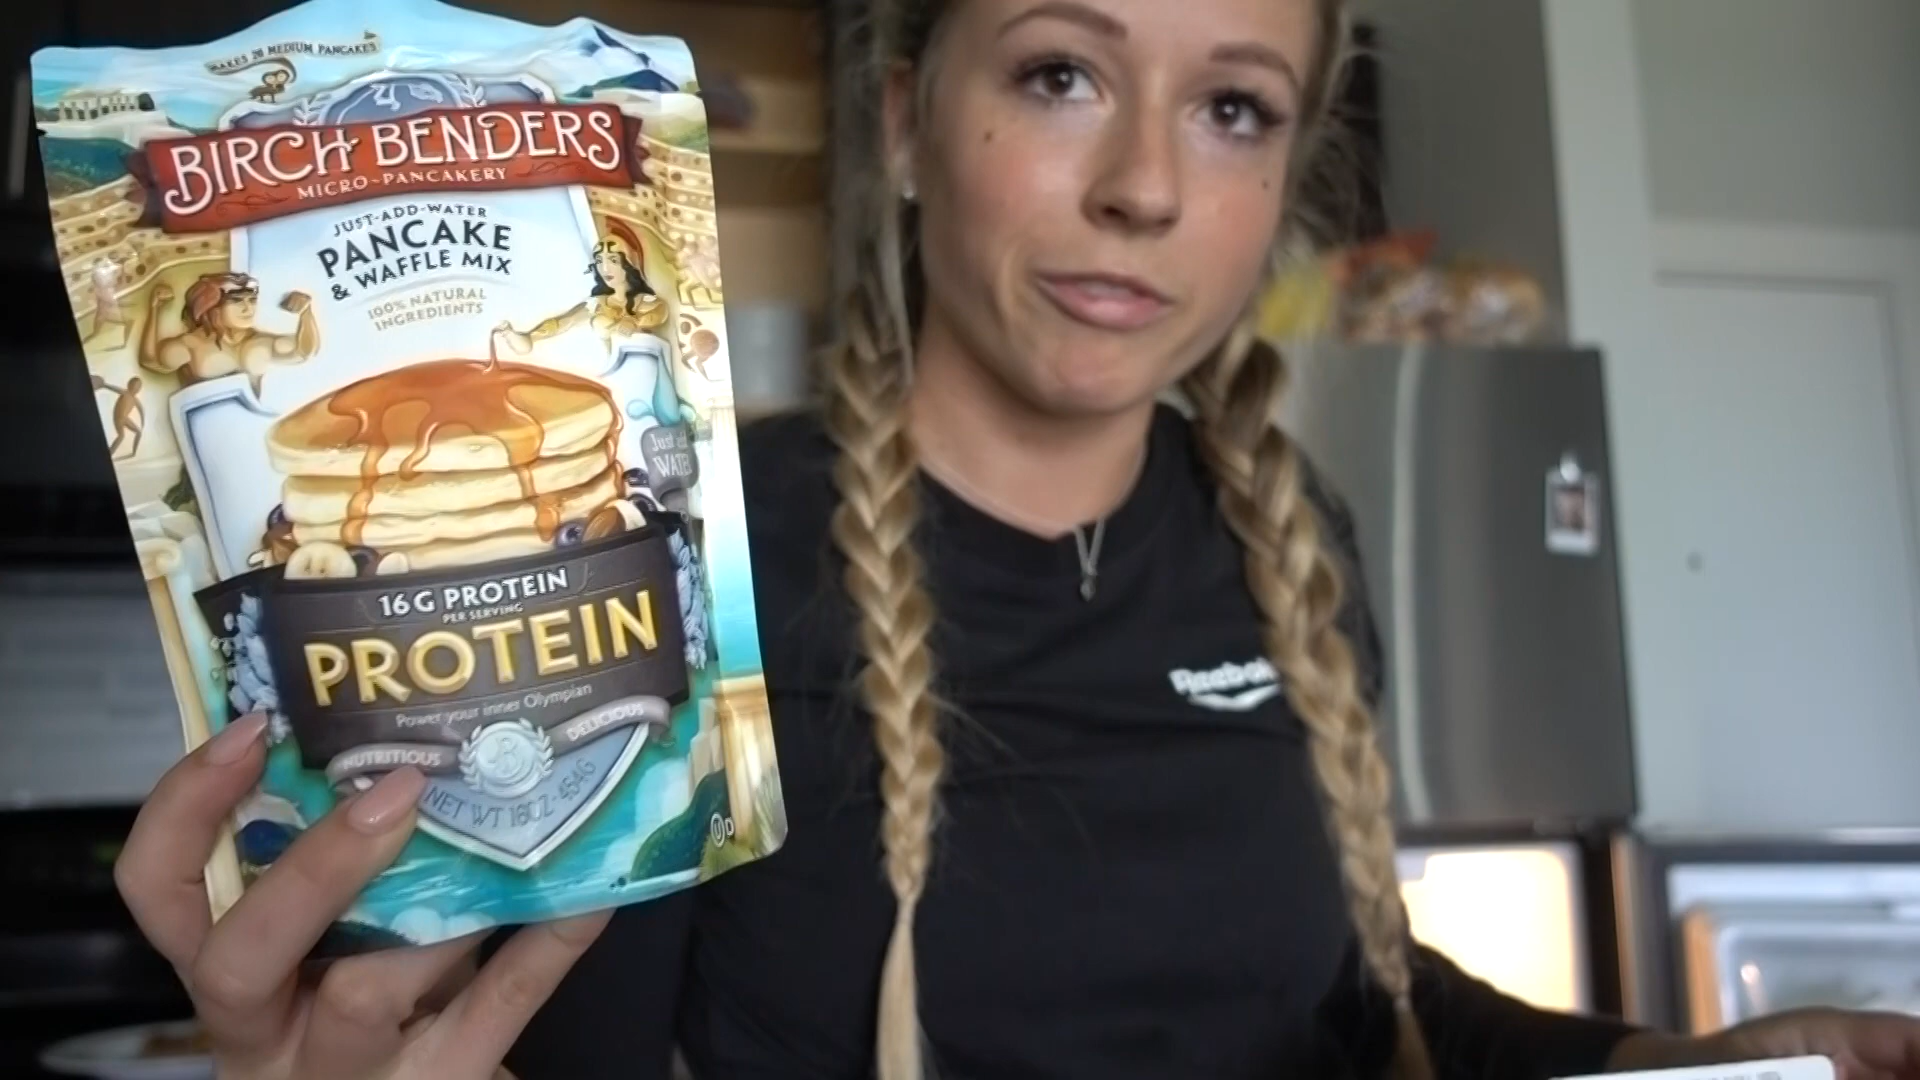 MAKES 26 MEDIUM PANCAKES
BIRCH BENDERS
MICRO-PANCAKERY
JUST-ADD-WATER
PANCAKE
& WAFFLE MIX
100% NATURAL
INGREDIENTS
Just add
WATER
16G PROTEIN
PER SERVING
PROTEIN
Power your inner Olympian
NUTRITIOUS
DELICIOUS
B
NET WT 16OZ-454G
U D
Reebok